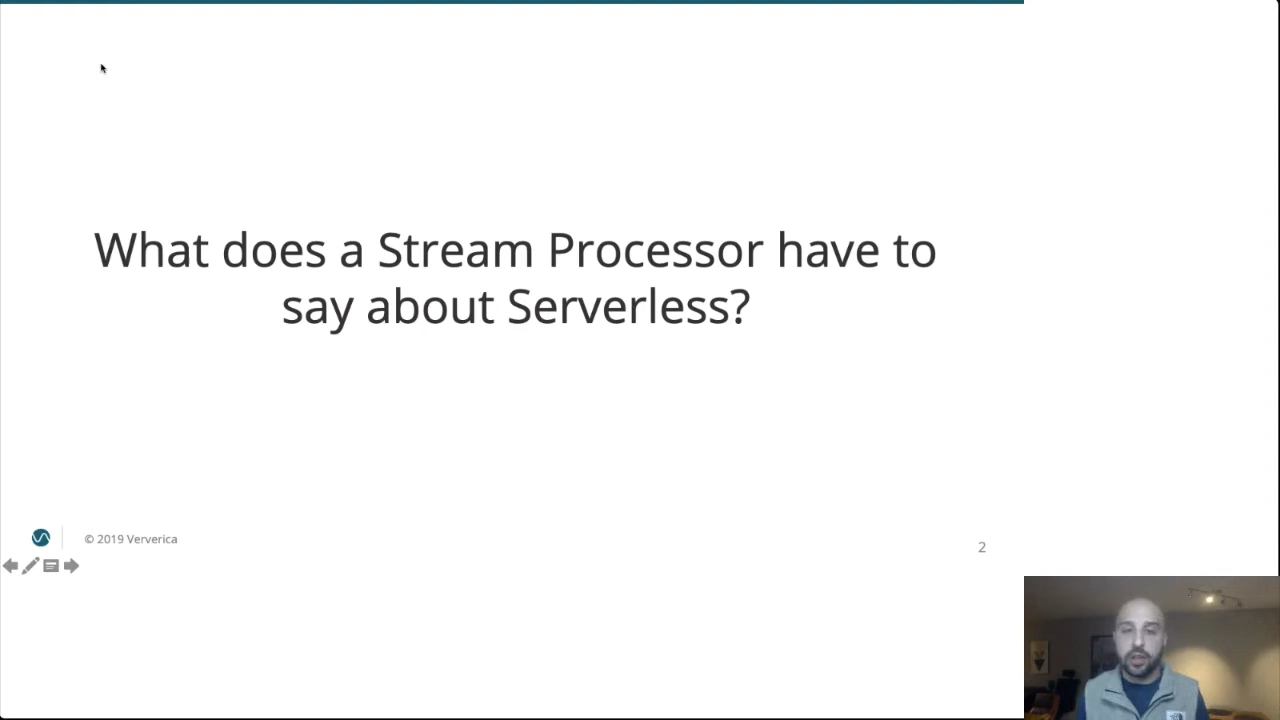 What does a Stream Processor have to
say about Serverless?
© 2019 Ververica
2